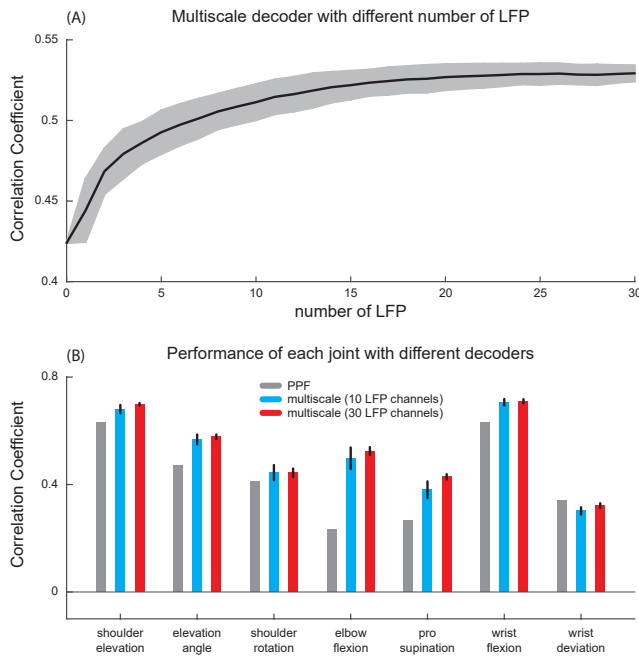 (A) Multiscale decoder with different number of LFP
Correlation Coefficient
0.55
0.5
0.45
0.4
0 5 10 15 20 25 30
number of LFP
(B) Performance of each joint with different decoders
Correlation Coefficient
0.8
0.4
0
PPF
multiscale (10 LFP channels)
multiscale (30 LFP channels)
shoulder elevation elbow pro wrist wrist
elevation angle rotation flexion supination flexion deviation